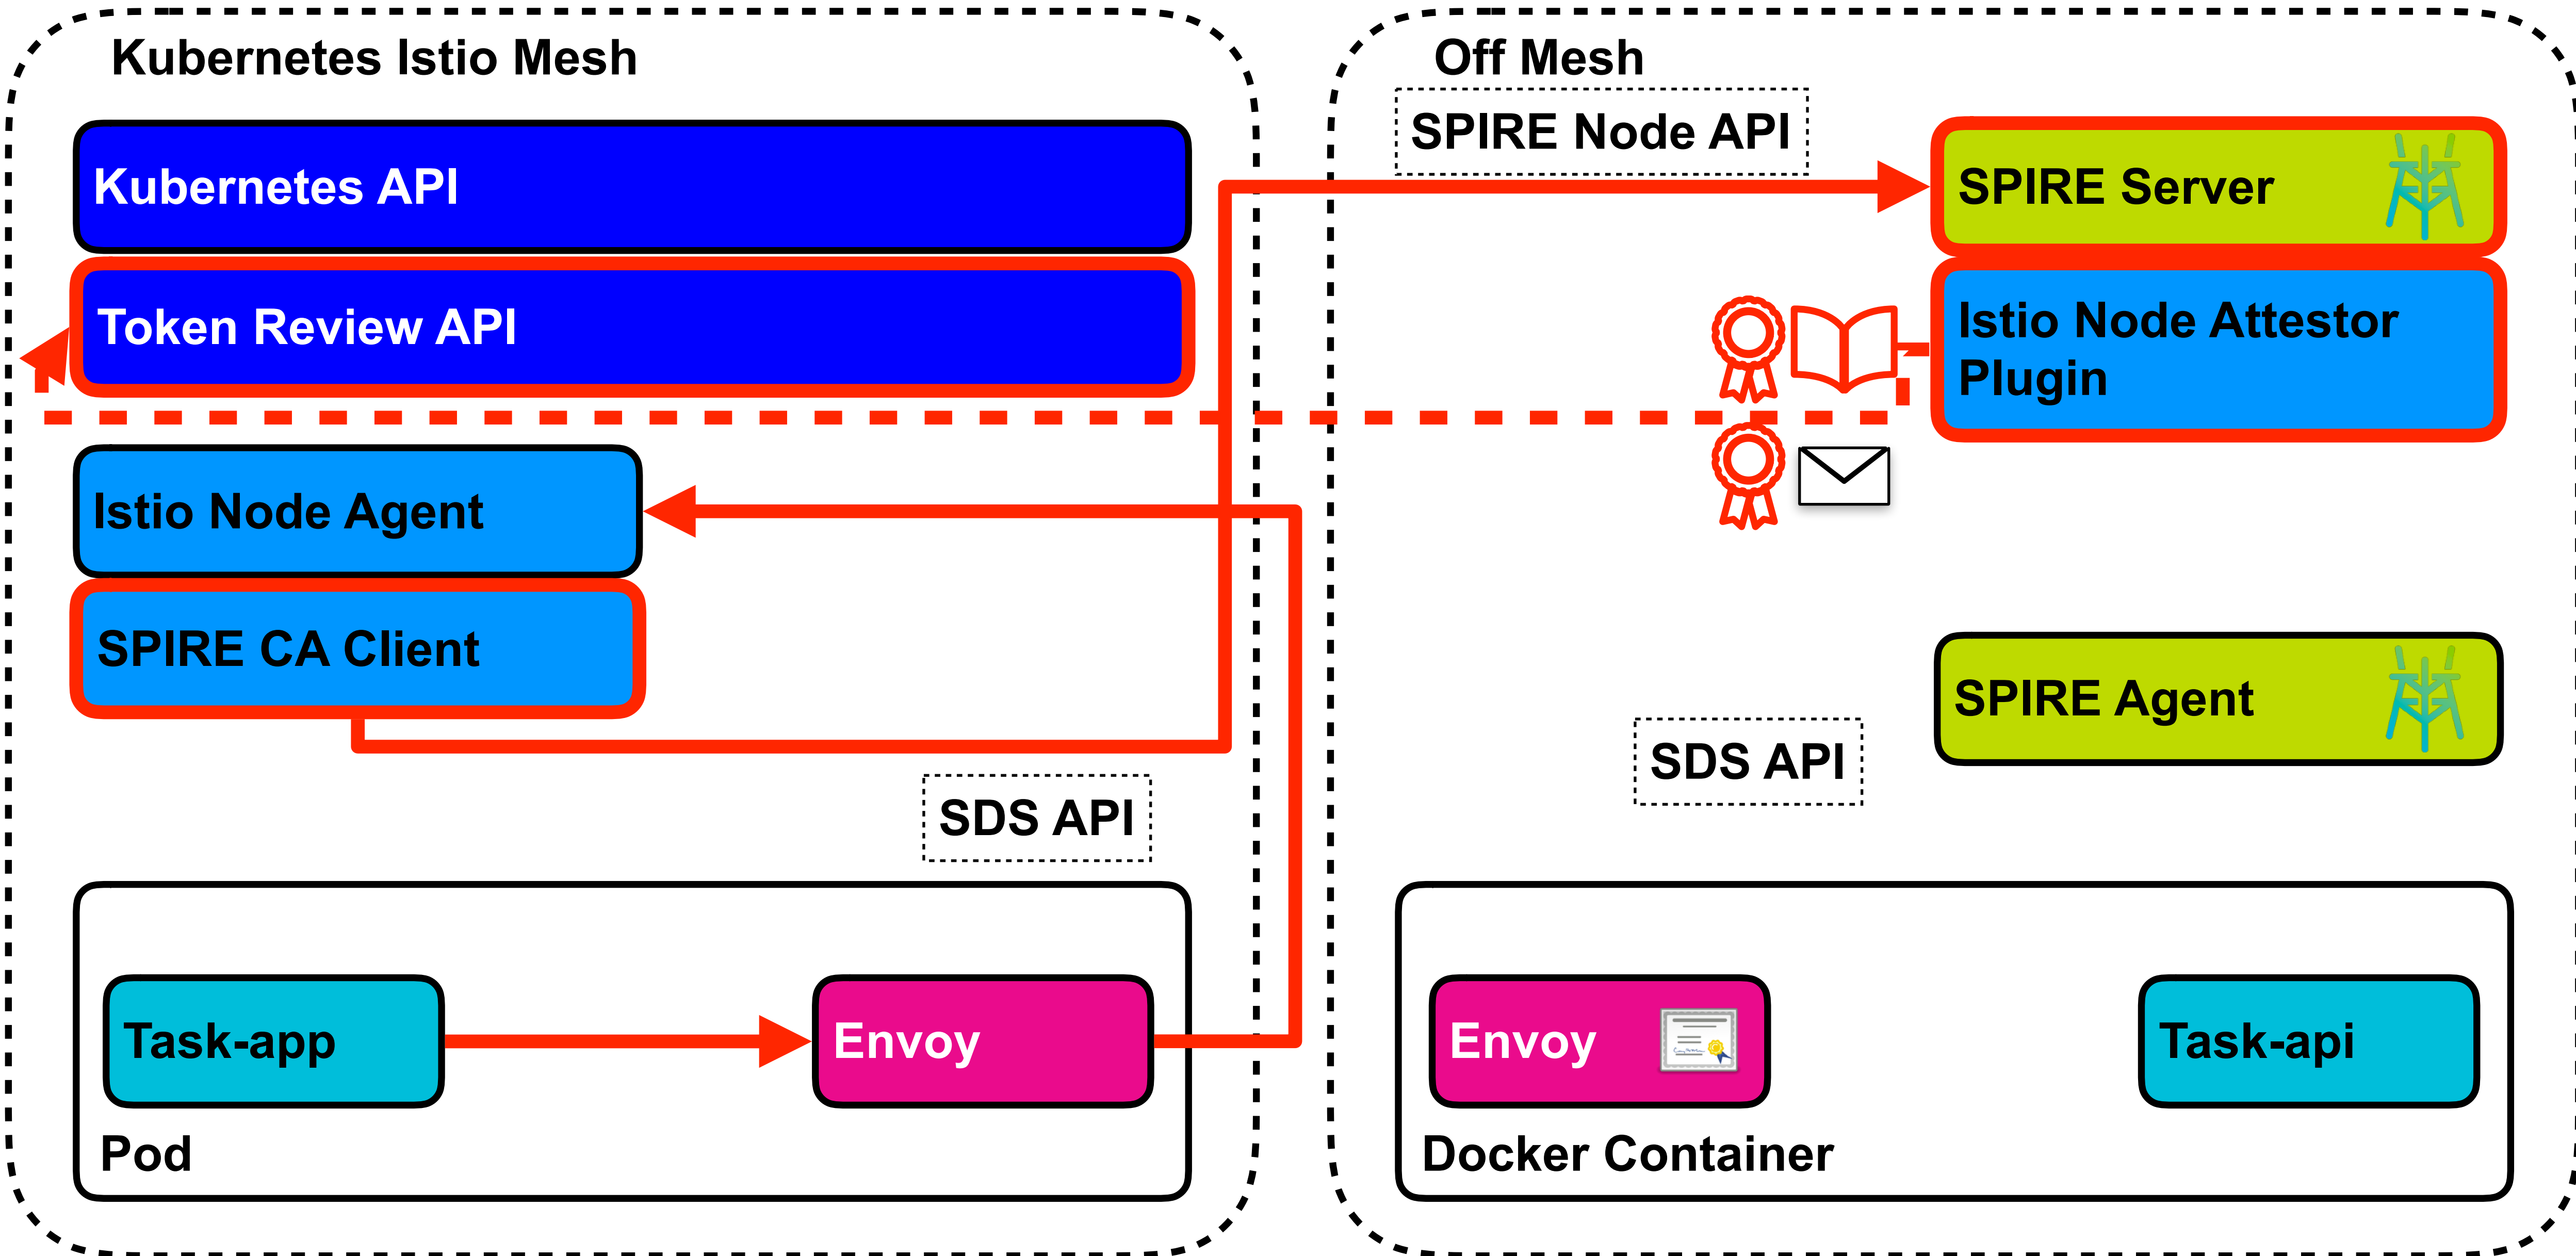 Kubernetes Istio Mesh
Kubernetes API
Token Review API
Istio Node Agent
SPIRE CA Client
SDS API
Task-app
Envoy
Pod
Off Mesh
SPIRE Node API
SPIRE Server
Istio Node Attestor
Plugin
SPIRE Agent
SDS API
Envoy
Task-api
Docker Container